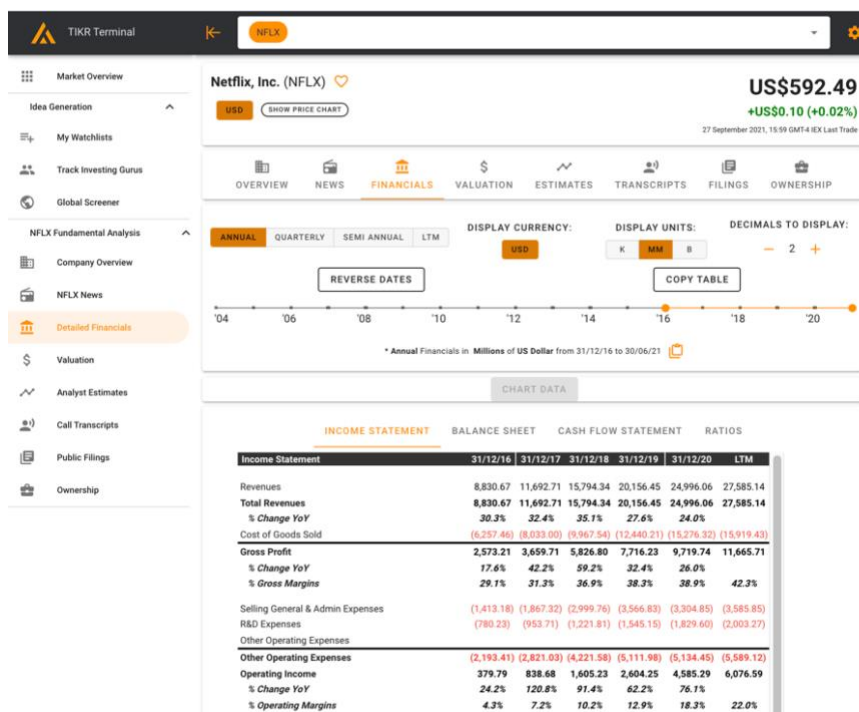 TIKR Terminal
NFLX
Market Overview
Idea Generation
My Watchlists
Track Investing Gurus
Global Screener
NFLX Fundamental Analysis
Company Overview
NFLX News
Detailed Financials
Valuation
Analyst Estimates
Call Transcripts
Public Filings
Ownership
Netflix, Inc. (NFLX)
USD SHOW PRICE CHART
US$592.49
+US$0.10 (+0.02%)
27 September 2021, 15:59 GMT-4 IEX Last Trade
OVERVIEW NEWS FINANCIALS VALUATION ESTIMATES TRANSCRIPTS FILINGS OWNERSHIP
ANNUAL QUARTERLY SEMI ANNUAL LTM
DISPLAY CURRENCY:
USD
DISPLAY UNITS:
K MM B
DECIMALS TO DISPLAY:
− 2 +
REVERSE DATES
COPY TABLE
'04 '06 '08 '10 '12 '14 '16 '18 '20
* Annual Financials in Millions of US Dollar from 31/12/16 to 30/06/21
CHART DATA
INCOME STATEMENT BALANCE SHEET CASH FLOW STATEMENT RATIOS
Income Statement 31/12/16 31/12/17 31/12/18 31/12/19 31/12/20 LTM
Revenues 8,830.67 11,692.71 15,794.34 20,156.45 24,996.06 27,585.14
Total Revenues 8,830.67 11,692.71 15,794.34 20,156.45 24,996.06 27,585.14
% Change YoY 30.3% 32.4% 35.1% 27.6% 24.0%
Cost of Goods Sold (6,257.46) (8,033.00) (9,967.54) (12,440.21) (15,276.32) (15,919.43)
Gross Profit 2,573.21 3,659.71 5,826.80 7,716.23 9,719.74 11,665.71
% Change YoY 17.6% 42.2% 59.2% 32.4% 26.0%
% Gross Margins 29.1% 31.3% 36.9% 38.3% 38.9% 42.3%
Selling General & Admin Expenses (1,413.18) (1,867.32) (2,999.76) (3,566.83) (3,304.85) (3,585.85)
R&D Expenses (780.23) (953.71) (1,221.81) (1,545.15) (1,829.60) (2,003.27)
Other Operating Expenses
Other Operating Expenses (2,193.41) (2,821.03) (4,221.58) (5,111.98) (5,134.45) (5,589.12)
Operating Income 379.79 838.68 1,605.23 2,604.25 4,585.29 6,076.59
% Change YoY 24.2% 120.8% 91.4% 62.2% 76.1%
% Operating Margins 4.3% 7.2% 10.2% 12.9% 18.3% 22.0%